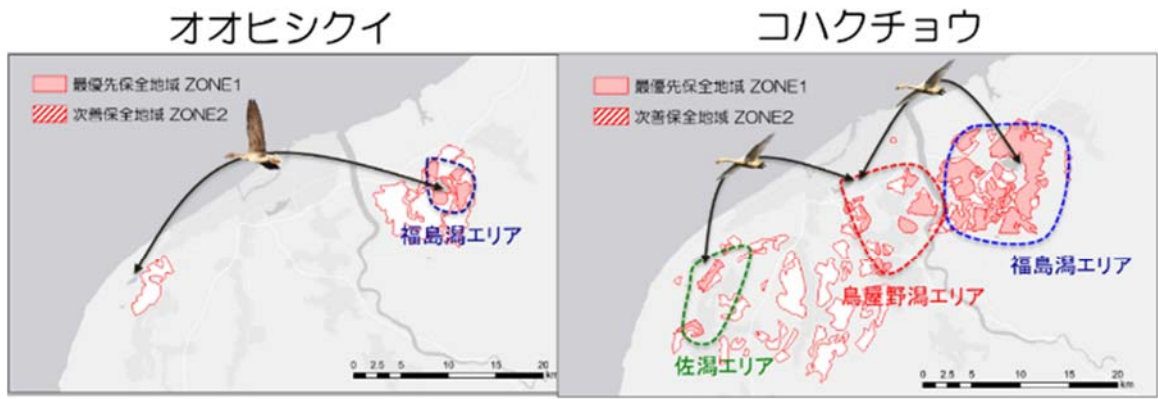 オオヒシクイ
最優先保全地域 ZONE1
次善保全地域 ZONE2
福島潟エリア
0 2.5 5 10 15 20
km
コハクチョウ
最優先保全地域 ZONE1
次善保全地域 ZONE2
福島潟エリア
鳥屋野潟エリア
佐潟エリア
0 2.5 5 10 15 20
km